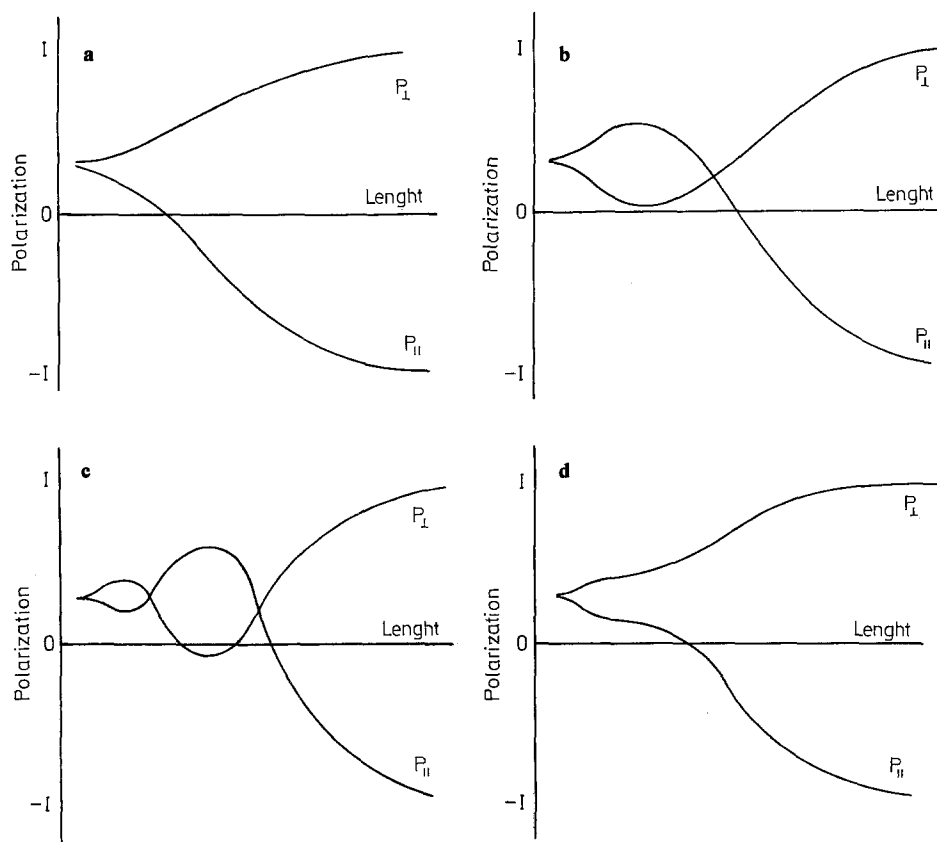 a
I
P⊥
Polarization
Lenght
0
P||
-I
b
I
P⊥
Polarization
Lenght
0
P||
-I
c
I
P⊥
Polarization
Lenght
0
P||
-I
d
I
P⊥
Polarization
Lenght
0
P||
-I